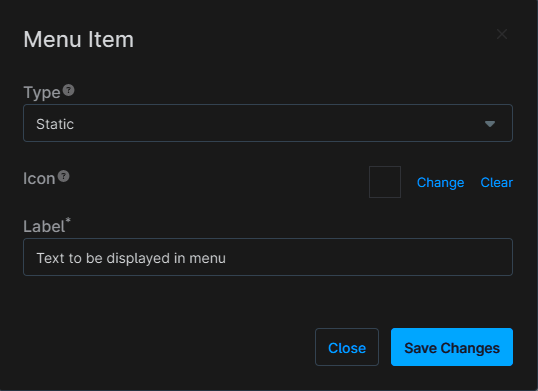 Menu Item
Type
Static
Icon
Change Clear
Label*
Text to be displayed in menu
Close Save Changes